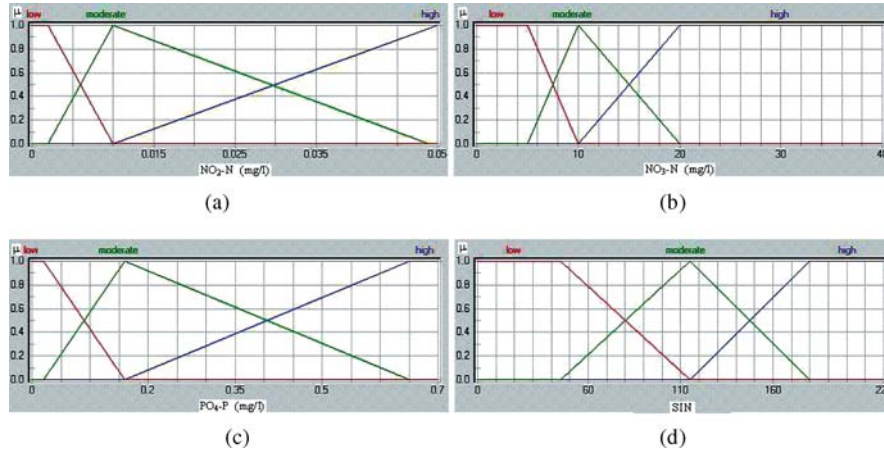 μ low moderate high
1.0
0.8
0.6
0.4
0.2
0.0
0 0.015 0.025 0.035 0.05
NO₂-N (mg/l)
(a)
μ low moderate high
1.0
0.8
0.6
0.4
0.2
0.0
0 10 20 30 40
NO₃-N (mg/l)
(b)
μ low moderate high
1.0
0.8
0.6
0.4
0.2
0.0
0 0.2 0.35 0.5 0.7
PO₄-P (mg/l)
(c)
μ low moderate high
1.0
0.8
0.6
0.4
0.2
0.0
0 60 110 160
SIN
(d)